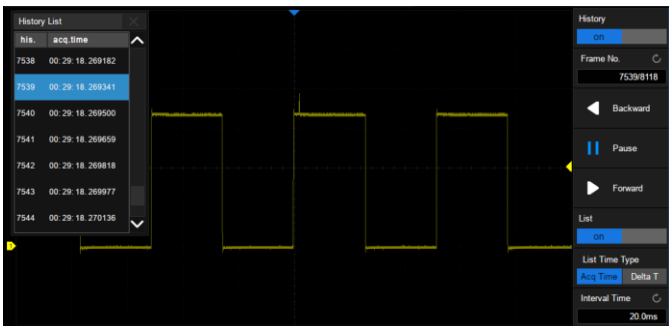 History List
his. acq.time
7538 00: 29: 18. 269182
7539 00: 29: 18. 269341
7540 00: 29: 18. 269500
7541 00: 29: 18. 269659
7542 00: 29: 18. 269818
7543 00: 29: 18. 269977
7544 00: 29: 18. 270136
1
History
on
Frame No.
7539/8118
Backward
Pause
Forward
List
on
List Time Type
Acq Time Delta T
Interval Time
20.0ms